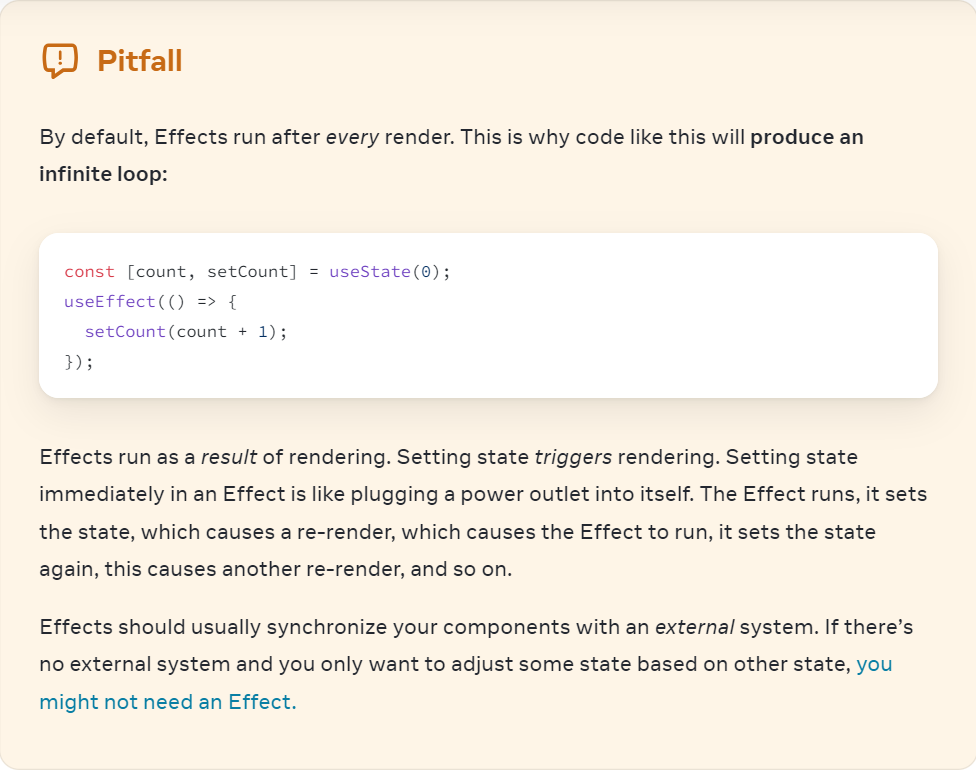 Pitfall
By default, Effects run after every render. This is why code like this will produce an
infinite loop:
const [count, setCount] = useState(0);
useEffect(() => {
  setCount(count + 1);
});
Effects run as a result of rendering. Setting state triggers rendering. Setting state
immediately in an Effect is like plugging a power outlet into itself. The Effect runs, it sets
the state, which causes a re-render, which causes the Effect to run, it sets the state
again, this causes another re-render, and so on.
Effects should usually synchronize your components with an external system. If there’s
no external system and you only want to adjust some state based on other state, you
might not need an Effect.